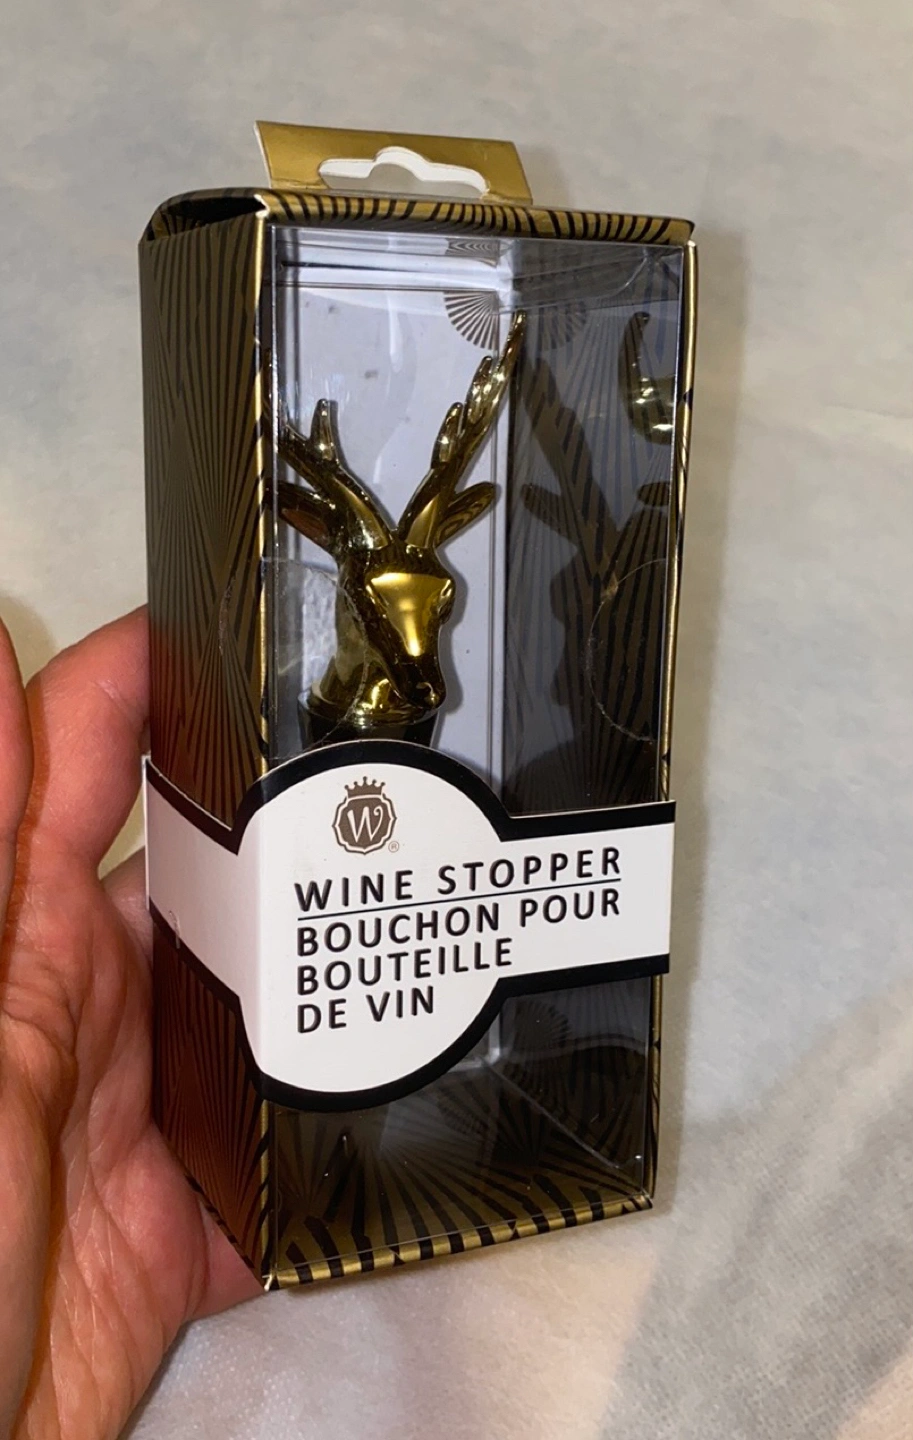 W
®
WINE STOPPER
BOUCHON POUR
BOUTEILLE
DE VIN